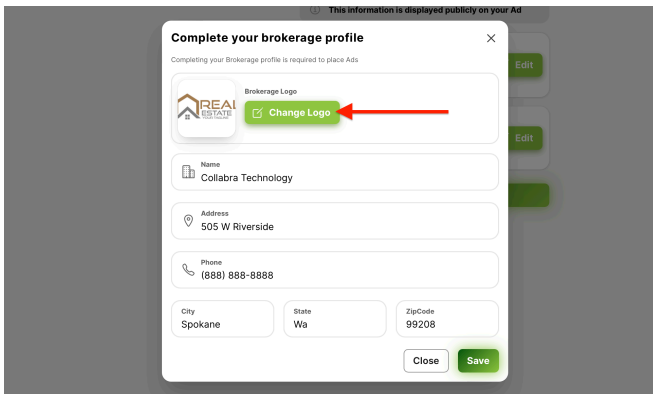 This information is displayed publicly on your Ad
Complete your brokerage profile
Completing your Brokerage profile is required to place Ads
Edit
Brokerage Logo
REAL
ESTATE
YOUR TAGLINE
Change Logo
Edit
Name
Collabra Technology
Address
505 W Riverside
Phone
(888) 888-8888
City
Spokane
State
Wa
ZipCode
99208
Close
Save